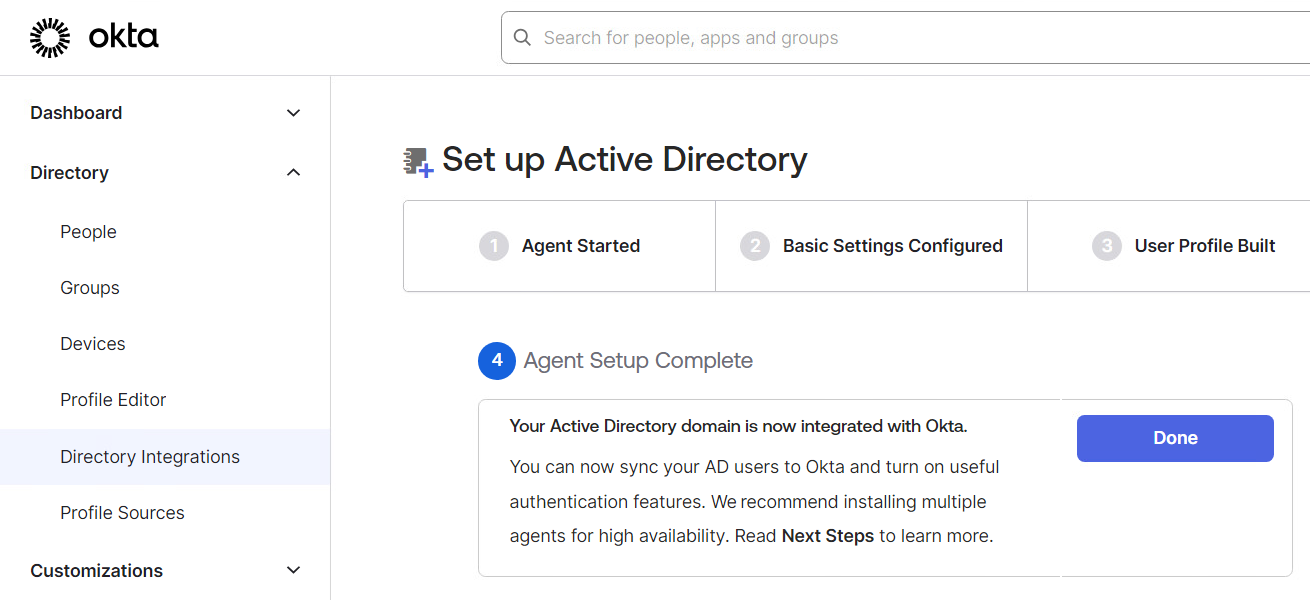 okta
Search for people, apps and groups
Dashboard
Directory
People
Groups
Devices
Profile Editor
Directory Integrations
Profile Sources
Customizations
Set up Active Directory
1 Agent Started
2 Basic Settings Configured
3 User Profile Built
4 Agent Setup Complete
Your Active Directory domain is now integrated with Okta.
You can now sync your AD users to Okta and turn on useful
authentication features. We recommend installing multiple
agents for high availability. Read Next Steps to learn more.
Done